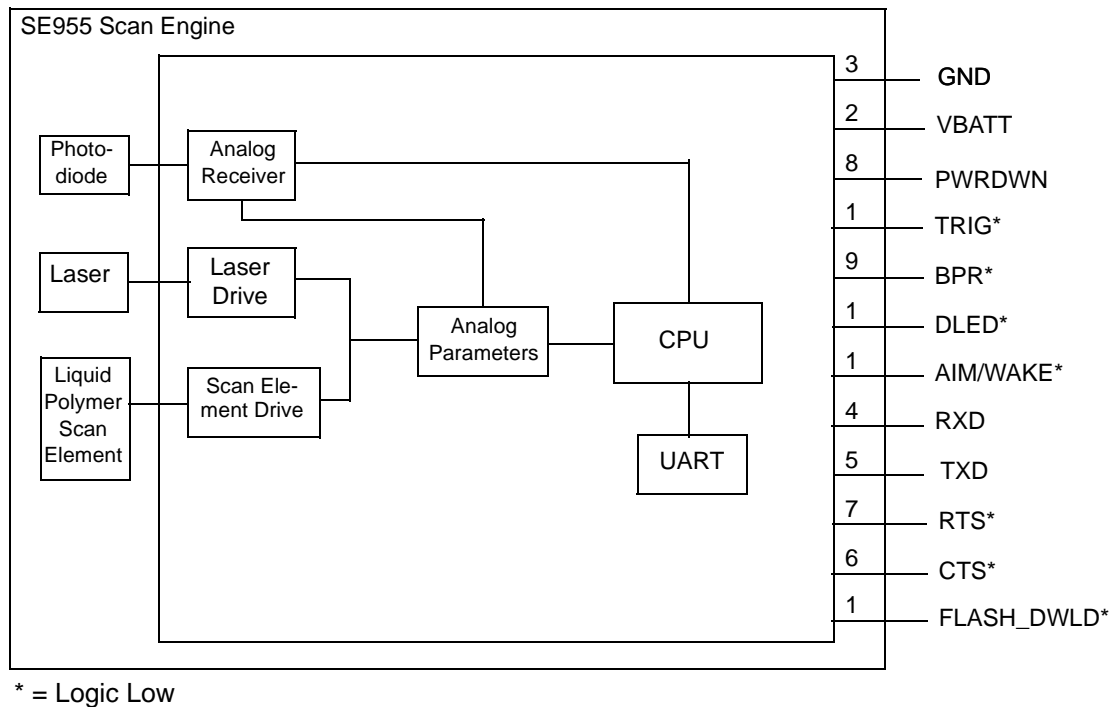 SE955 Scan Engine
3 GND
2 VBATT
8 PWRDWN
1 TRIG*
9 BPR*
1 DLED*
1 AIM/WAKE*
4 RXD
5 TXD
7 RTS*
6 CTS*
1 FLASH_DWLD*
Photo-
diode
Analog
Receiver
Laser
Laser
Drive
Liquid
Polymer
Scan
Element
Scan Ele-
ment Drive
Analog
Parameters
CPU
UART
* = Logic Low